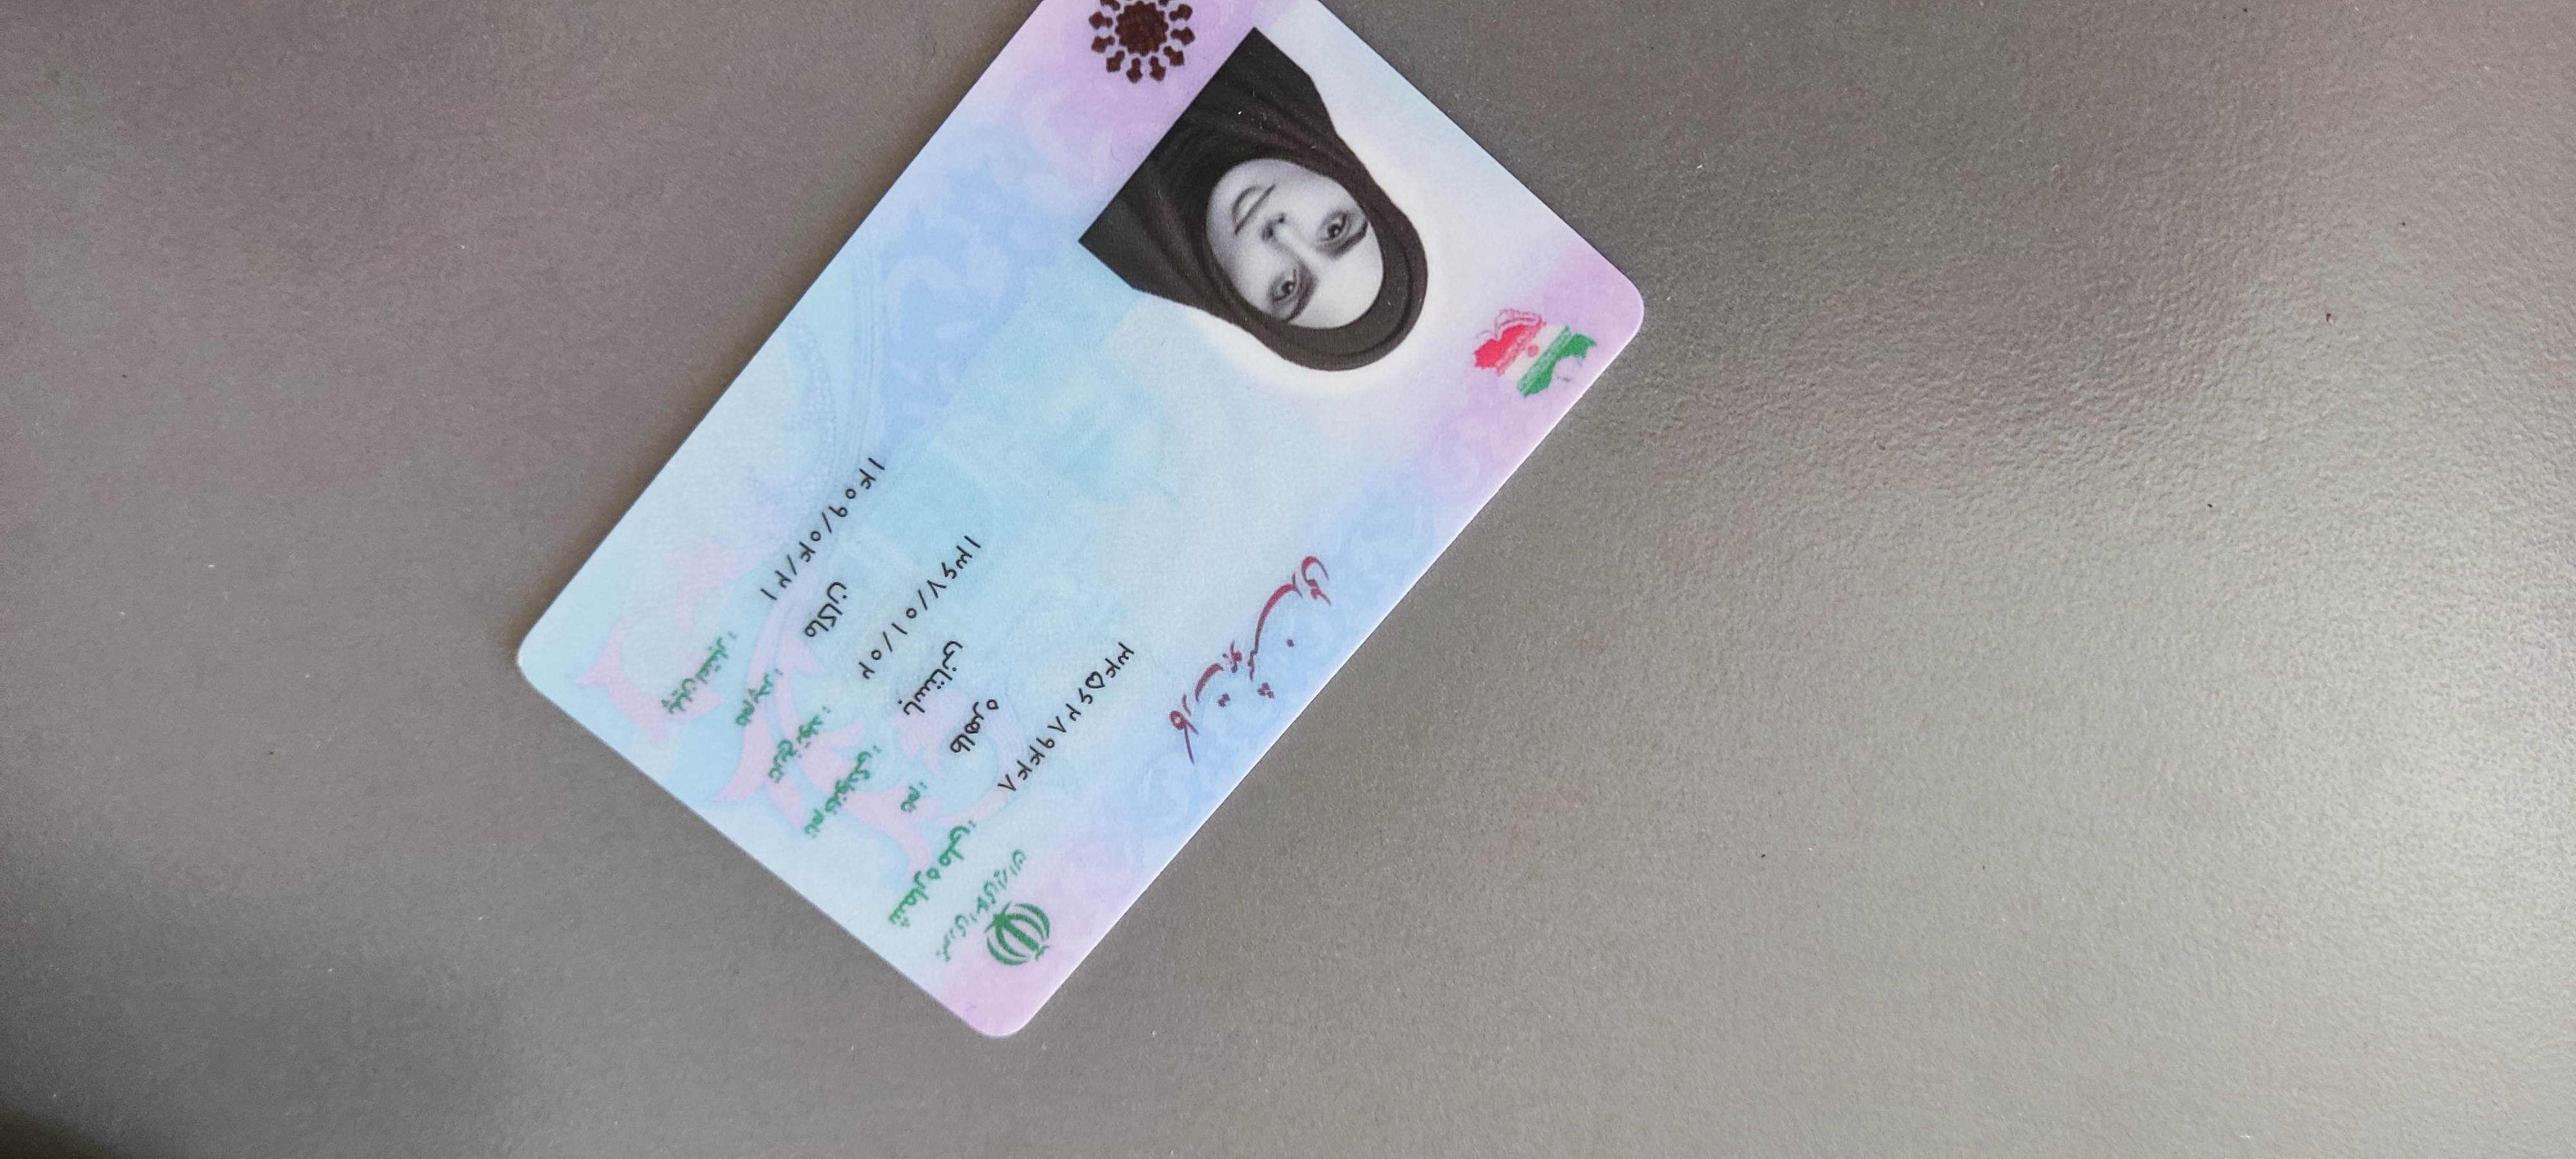 جمهوری اسلامی ایران
کارت هوشمند ملی
شماره ملی: ۳۴۵۶۲۸۹۴۴۸
نام: طاهره
نام خانوادگی: باستانی
تاریخ تولد: ۱۳۶۷/۰۱/۰۲
نام پدر: ماکان
پایان اعتبار: ۱۴۰۹/۰۴/۲۱